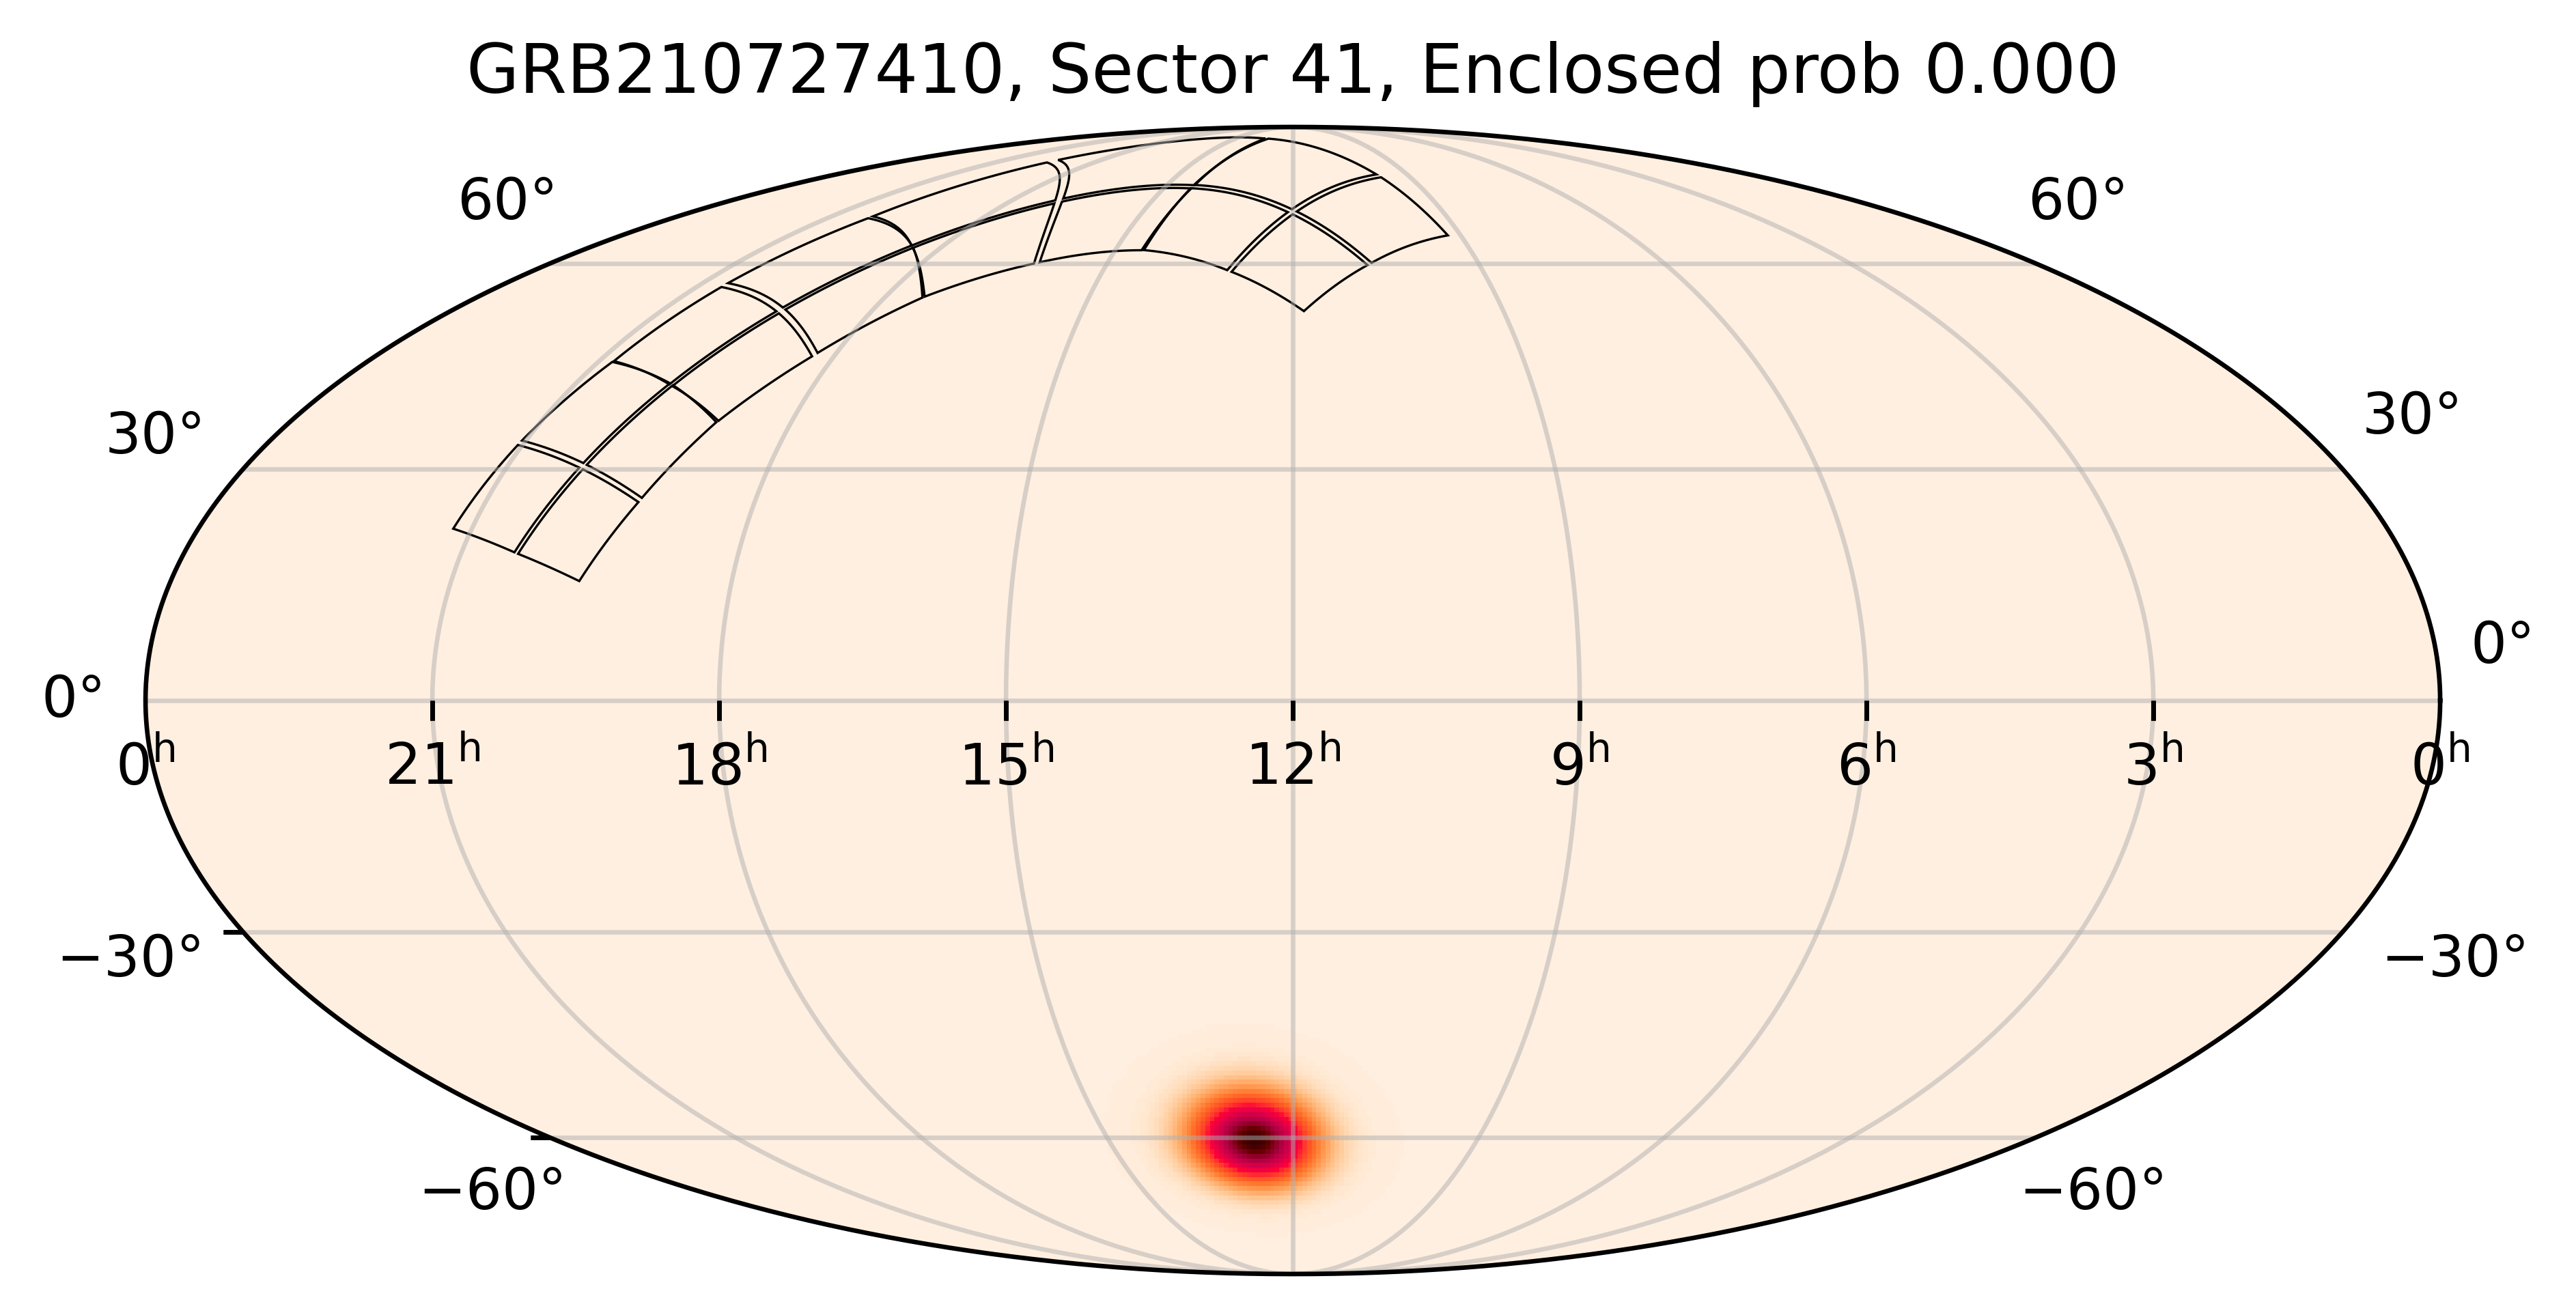 GRB210727410, Sector 41, Enclosed prob 0.000
60° 60°
30° 30°
0° 0°
0h 21h 18h 15h 12h 9h 6h 3h 0h
−30° −30°
−60° −60°